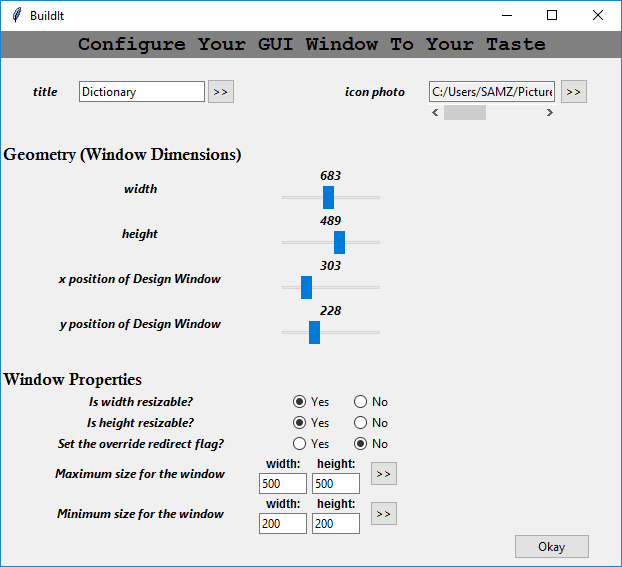 BuildIt
Configure Your GUI Window To Your Taste
title Dictionary >> icon photo C:/Users/SAMZ/Picture >>
Geometry (Window Dimensions)
683
width
489
height
303
x position of Design Window
228
y position of Design Window
Window Properties
Is width resizable? Yes No
Is height resizable? Yes No
Set the override redirect flag? Yes No
width: height:
Maximum size for the window 500 500 >>
width: height:
Minimum size for the window 200 200 >>
Okay